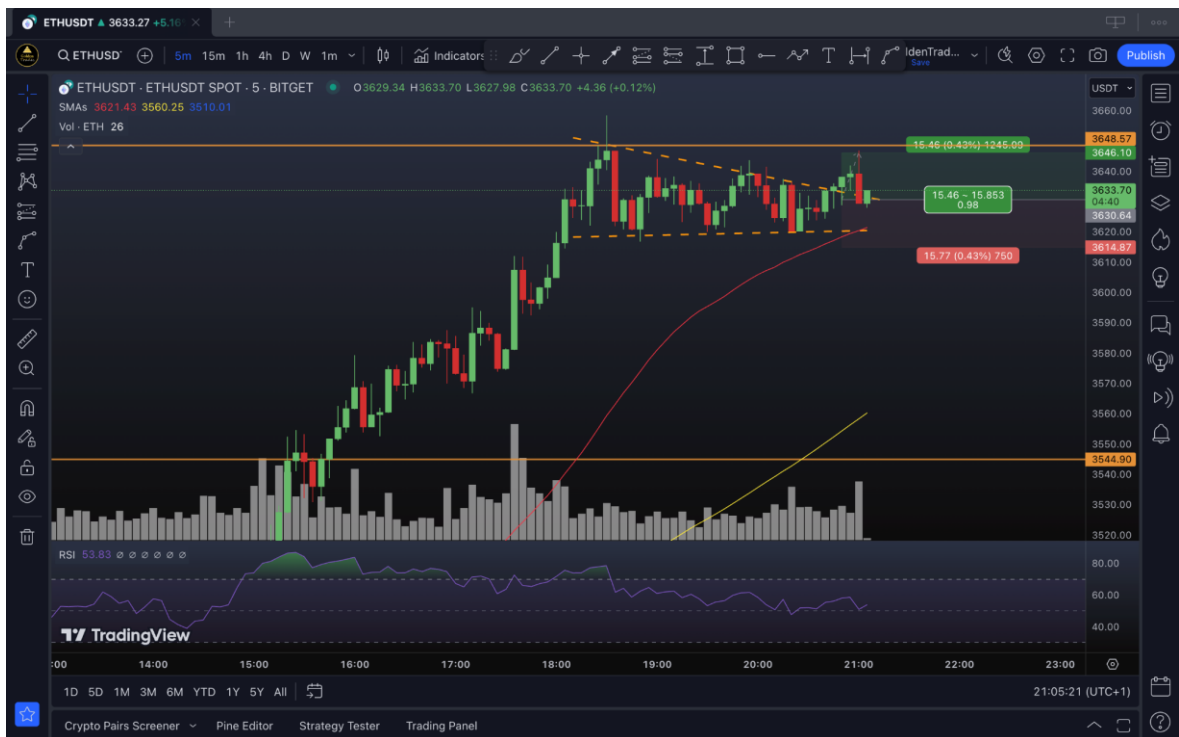 ETHUSDT ▲ 3633.27 +5.16
ETHUSD 5m 15m 1h 4h D W 1m Indicators T ldenTrad... Save Publish
ETHUSDT · ETHUSDT SPOT · 5 · BITGET O3629.34 H3633.70 L3627.98 C3633.70 +4.36 (+0.12%)
SMAs 3621.43 3560.25 3510.01
Vol · ETH 26
USDT
3660.00
3648.57
3646.10
3640.00
3633.70
04:40
3630.64
3620.00
3614.87
3610.00
3600.00
3590.00
3580.00
3570.00
3560.00
3550.00
3544.90
3540.00
3530.00
3520.00
15.46 (0.43%) 1245.09
15.46 ~ 15.853
0.98
15.77 (0.43%) 750
RSI 53.83 ∅ ∅ ∅ ∅ ∅ ∅
80.00
60.00
40.00
TradingView
:00 14:00 15:00 16:00 17:00 18:00 19:00 20:00 21:00 22:00 23:00
1D 5D 1M 3M 6M YTD 1Y 5Y All 21:05:21 (UTC+1)
Crypto Pairs Screener Pine Editor Strategy Tester Trading Panel